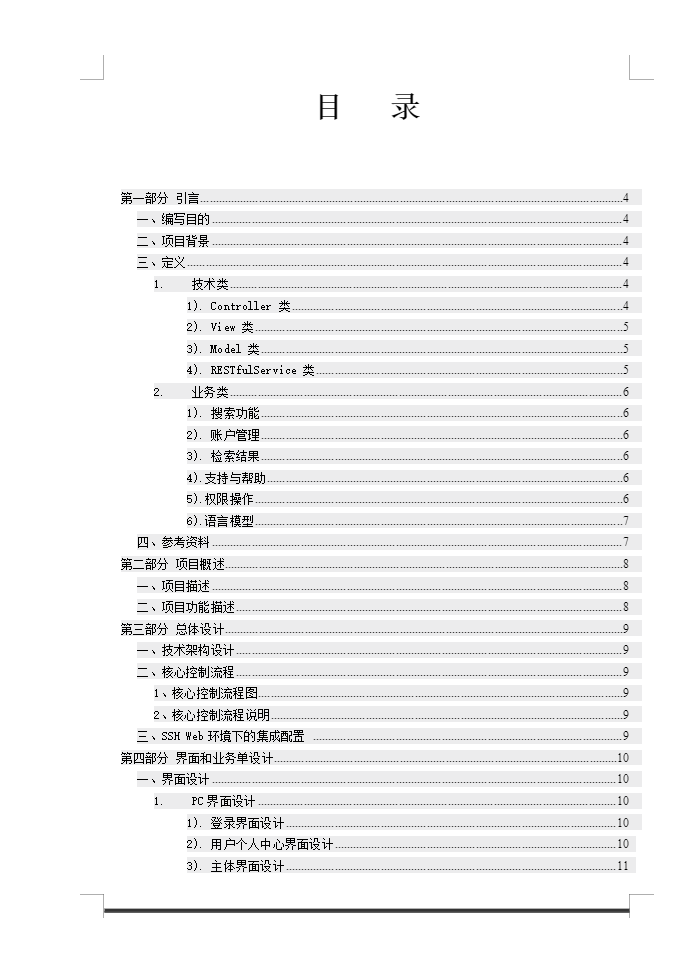 目 录
第一部分 引言 4
一、编写目的 4
二、项目背景 4
三、定义 4
1. 技术类 4
1). Controller 类 4
2). View 类 5
3). Model 类 5
4). RESTfulService 类 5
2. 业务类 6
1). 搜索功能 6
2). 账户管理 6
3). 检索结果 6
4).支持与帮助 6
5).权限操作 6
6).语言模型 7
四、参考资料 7
第二部分 项目概述 8
一、项目描述 8
二、项目功能描述 8
第三部分 总体设计 9
一、技术架构设计 9
二、核心控制流程 9
1、核心控制流程图 9
2、核心控制流程说明 9
三、SSH Web 环境下的集成配置 9
第四部分 界面和业务单设计 10
一、界面设计 10
1. PC 界面设计 10
1). 登录界面设计 10
2). 用户个人中心界面设计 10
3). 主体界面设计 11